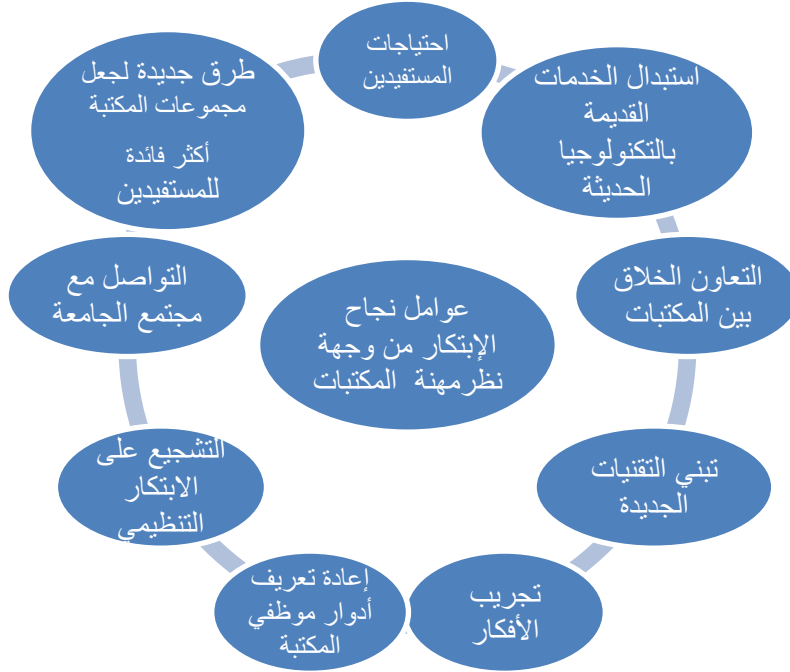 احتياجات
المستفيدين
استبدال الخدمات
القديمة
بالتكنولوجيا
الحديثة
التعاون الخلاق
بين المكتبات
تبني التقنيات
الجديدة
تجريب
الأفكار
إعادة تعريف
أدوار موظفي
المكتبة
التشجيع على
الابتكار
التنظيمي
التواصل مع
مجتمع الجامعة
طرق جديدة لجعل
مجموعات المكتبة
أكثر فائدة
للمستفيدين
عوامل نجاح
الإبتكار من وجهة
نظرمهنة المكتبات